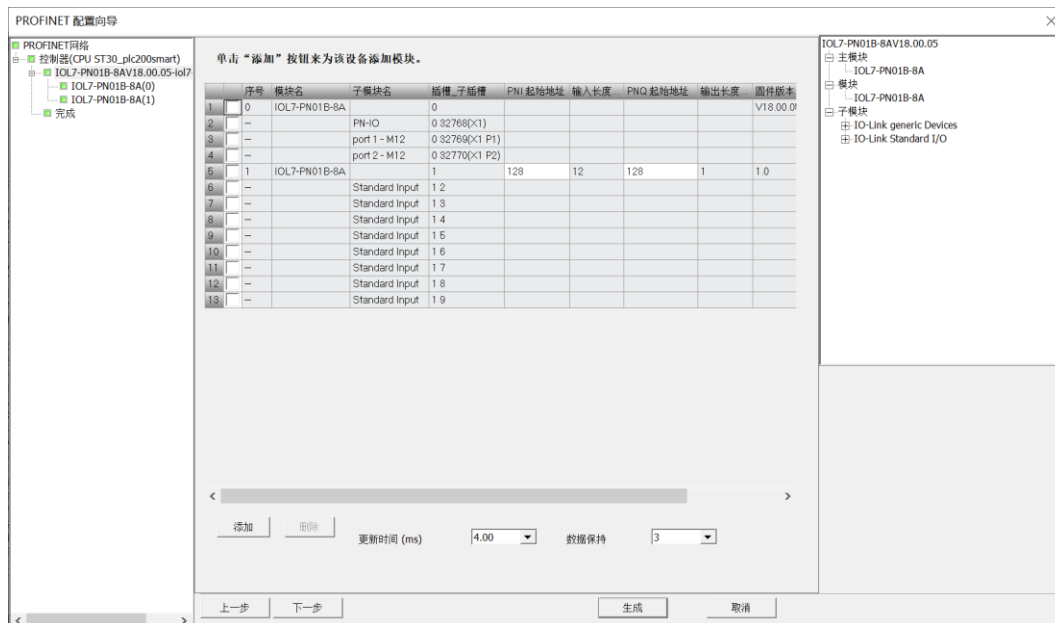 PROFINET 配置向导
PROFINET网络
控制器(CPU ST30_plc200smart)
IOL7-PN01B-8AV18.00.05-iol7-
IOL7-PN01B-8A(0)
IOL7-PN01B-8A(1)
完成
单击“添加”按钮来为该设备添加模块。
序号 模块名 子模块名 插槽_子插槽 PNI 起始地址 输入长度... PNQ 起始地址 输出长度... 固件版本
1 0 IOL7-PN01B-8A 0 V18.00.0
2 – PN-IO 0 32768(X1)
3 – port 1 - M12 0 32769(X1 P1)
4 – port 2 - M12 0 32770(X1 P2)
5 1 IOL7-PN01B-8A 1 128 12 128 1 1.0
6 – Standard Input 1 2
7 – Standard Input 1 3
8 – Standard Input 1 4
9 – Standard Input 1 5
10 – Standard Input 1 6
11 – Standard Input 1 7
12 – Standard Input 1 8
13 – Standard Input 1 9
添加 删除
更新时间 (ms) 4.00 数据保持 3
上一步 下一步 生成 取消
IOL7-PN01B-8AV18.00.05
主模块
IOL7-PN01B-8A
模块
IOL7-PN01B-8A
子模块
IO-Link generic Devices
IO-Link Standard I/O